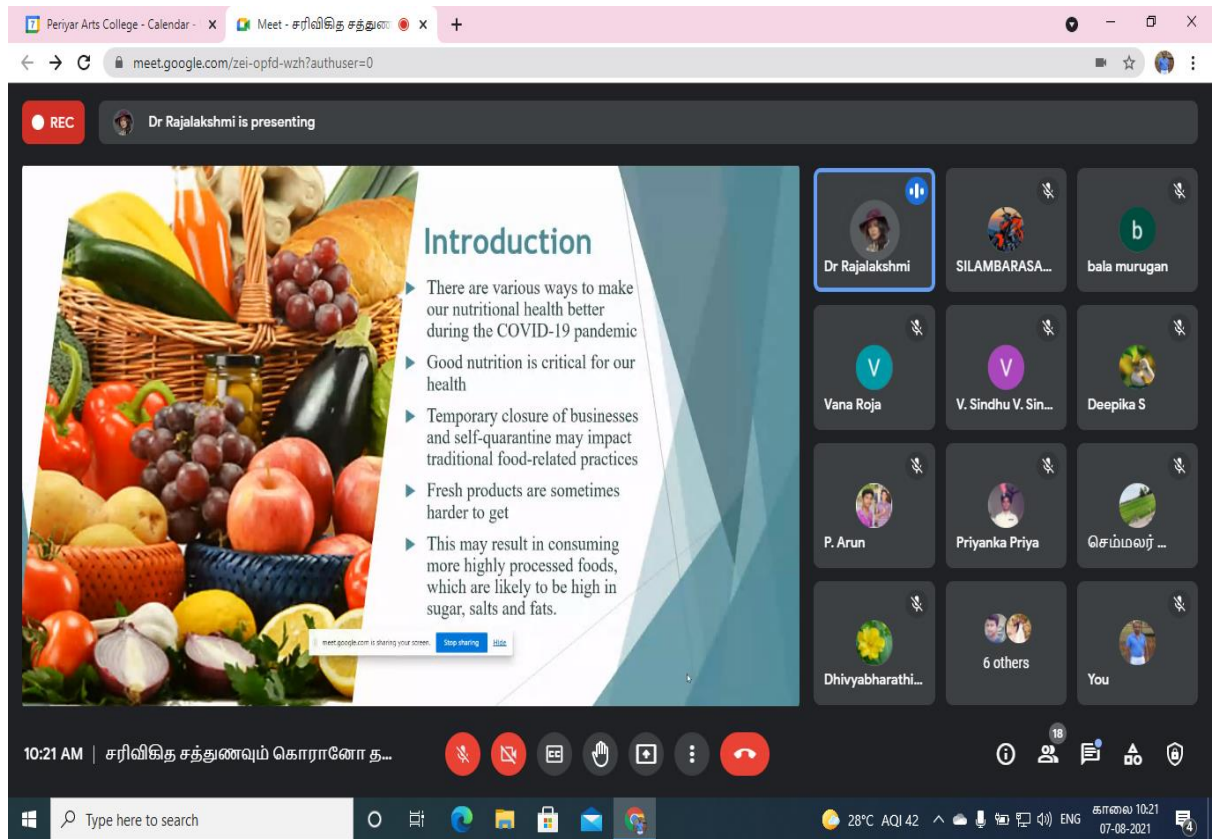 Periyar Arts College - Calendar -
Meet - சரிவிகித சத்துண
meet.google.com/zei-opfd-wzh?authuser=0
REC
Dr Rajalakshmi is presenting
Introduction
There are various ways to make
our nutritional health better
during the COVID-19 pandemic
Good nutrition is critical for our
health
Temporary closure of businesses
and self-quarantine may impact
traditional food-related practices
Fresh products are sometimes
harder to get
This may result in consuming
more highly processed foods,
which are likely to be high in
sugar, salts and fats.
meet.google.com is sharing your screen. Stop sharing Hide
Dr Rajalakshmi
SILAMBARASA...
b
bala murugan
V
Vana Roja
V
V. Sindhu V. Sin...
Deepika S
P. Arun
Priyanka Priya
செம்மலர் ...
Dhivyabharathi...
6 others
You
10:21 AM | சரிவிகித சத்துணவும் கொரானோ த...
CC
18
Type here to search
28°C AQI 42
ENG
காலை 10:21
07-08-2021
4